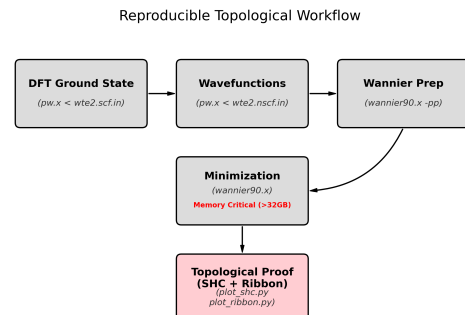 Reproducible Topological Workflow
DFT Ground State
(pw.x < wte2.scf.in)
Wavefunctions
(pw.x < wte2.nscf.in)
Wannier Prep
(wannier90.x -pp)
Minimization
(wannier90.x)
Memory Critical (>32GB)
Topological Proof
(SHC + Ribbon)
(plot_shc.py
plot_ribbon.py)